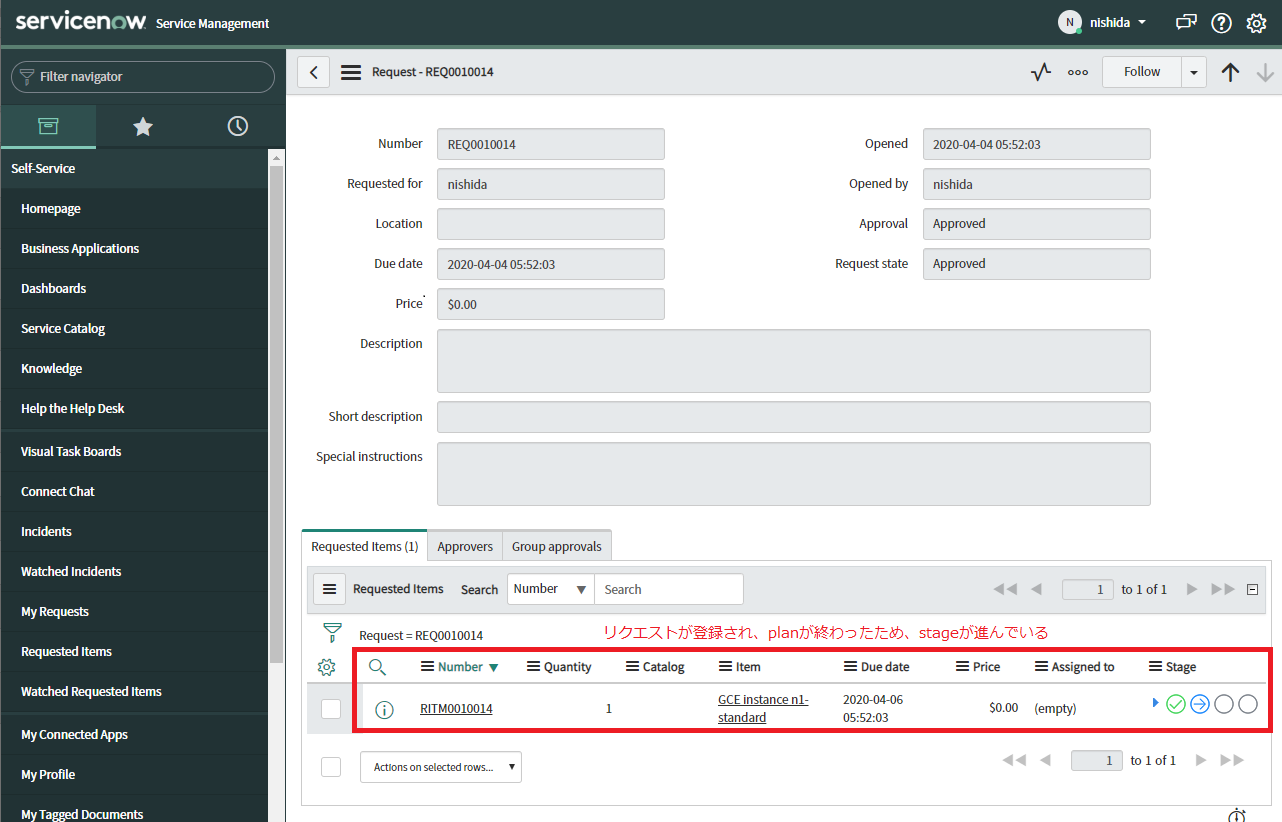 servicenow Service Management
N nishida
Filter navigator
Request - REQ0010014
Follow
Self-Service
Homepage
Business Applications
Dashboards
Service Catalog
Knowledge
Help the Help Desk
Visual Task Boards
Connect Chat
Incidents
Watched Incidents
My Requests
Requested Items
Watched Requested Items
My Connected Apps
My Profile
My Tagged Documents
Number REQ0010014 Opened 2020-04-04 05:52:03
Requested for nishida Opened by nishida
Location Approval Approved
Due date 2020-04-04 05:52:03 Request state Approved
Price $0.00
Description
Short description
Special instructions
Requested Items (1) Approvers Group approvals
Requested Items Search Number Search 1 to 1 of 1
Request = REQ0010014 リクエストが登録され、planが終わったため、stageが進んでいる
Number Quantity Catalog Item Due date Price Assigned to Stage
RITM0010014 1 GCE instance n1-standard 2020-04-06 05:52:03 $0.00 (empty)
Actions on selected rows... 1 to 1 of 1